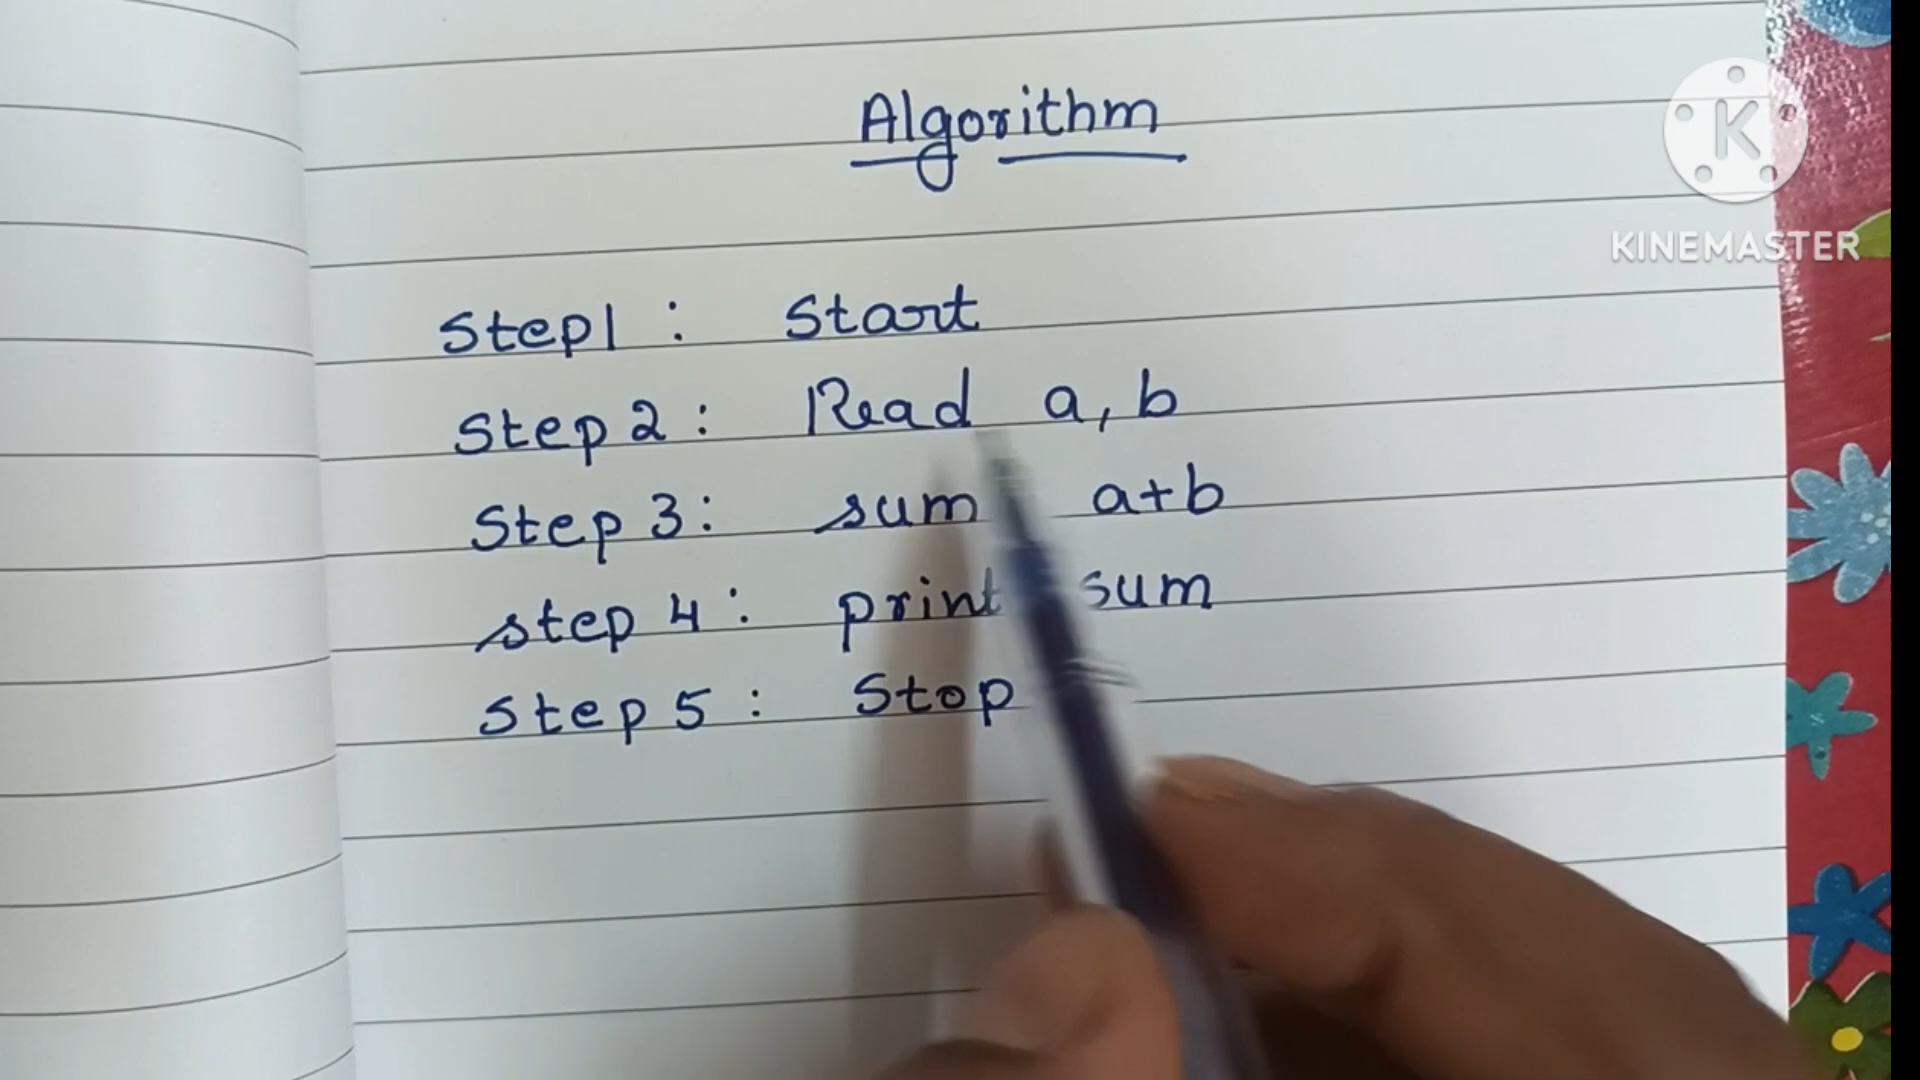 Algorithm
K
KINEMASTER
Step1 : Start
Step 2 : Read a, b
Step 3 : sum a+b
step 4 : print sum
Step 5 : Stop